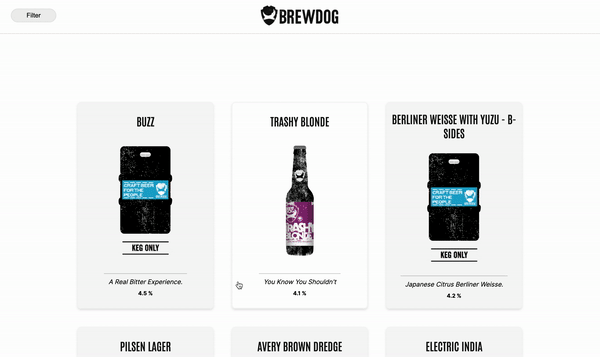 Filter
BREWDOG
BUZZ
CRAFT BEER
FOR THE
PEOPLE
KEG ONLY
A Real Bitter Experience.
4.5 %
TRASHY BLONDE
TRASHY
BLONDE
You Know You Shouldn't
4.1 %
BERLINER WEISSE WITH YUZU - B-
SIDES
CRAFT BEER
FOR THE
PEOPLE
KEG ONLY
Japanese Citrus Berliner Weisse.
4.2 %
PILSEN LAGER
AVERY BROWN DREDGE
ELECTRIC INDIA